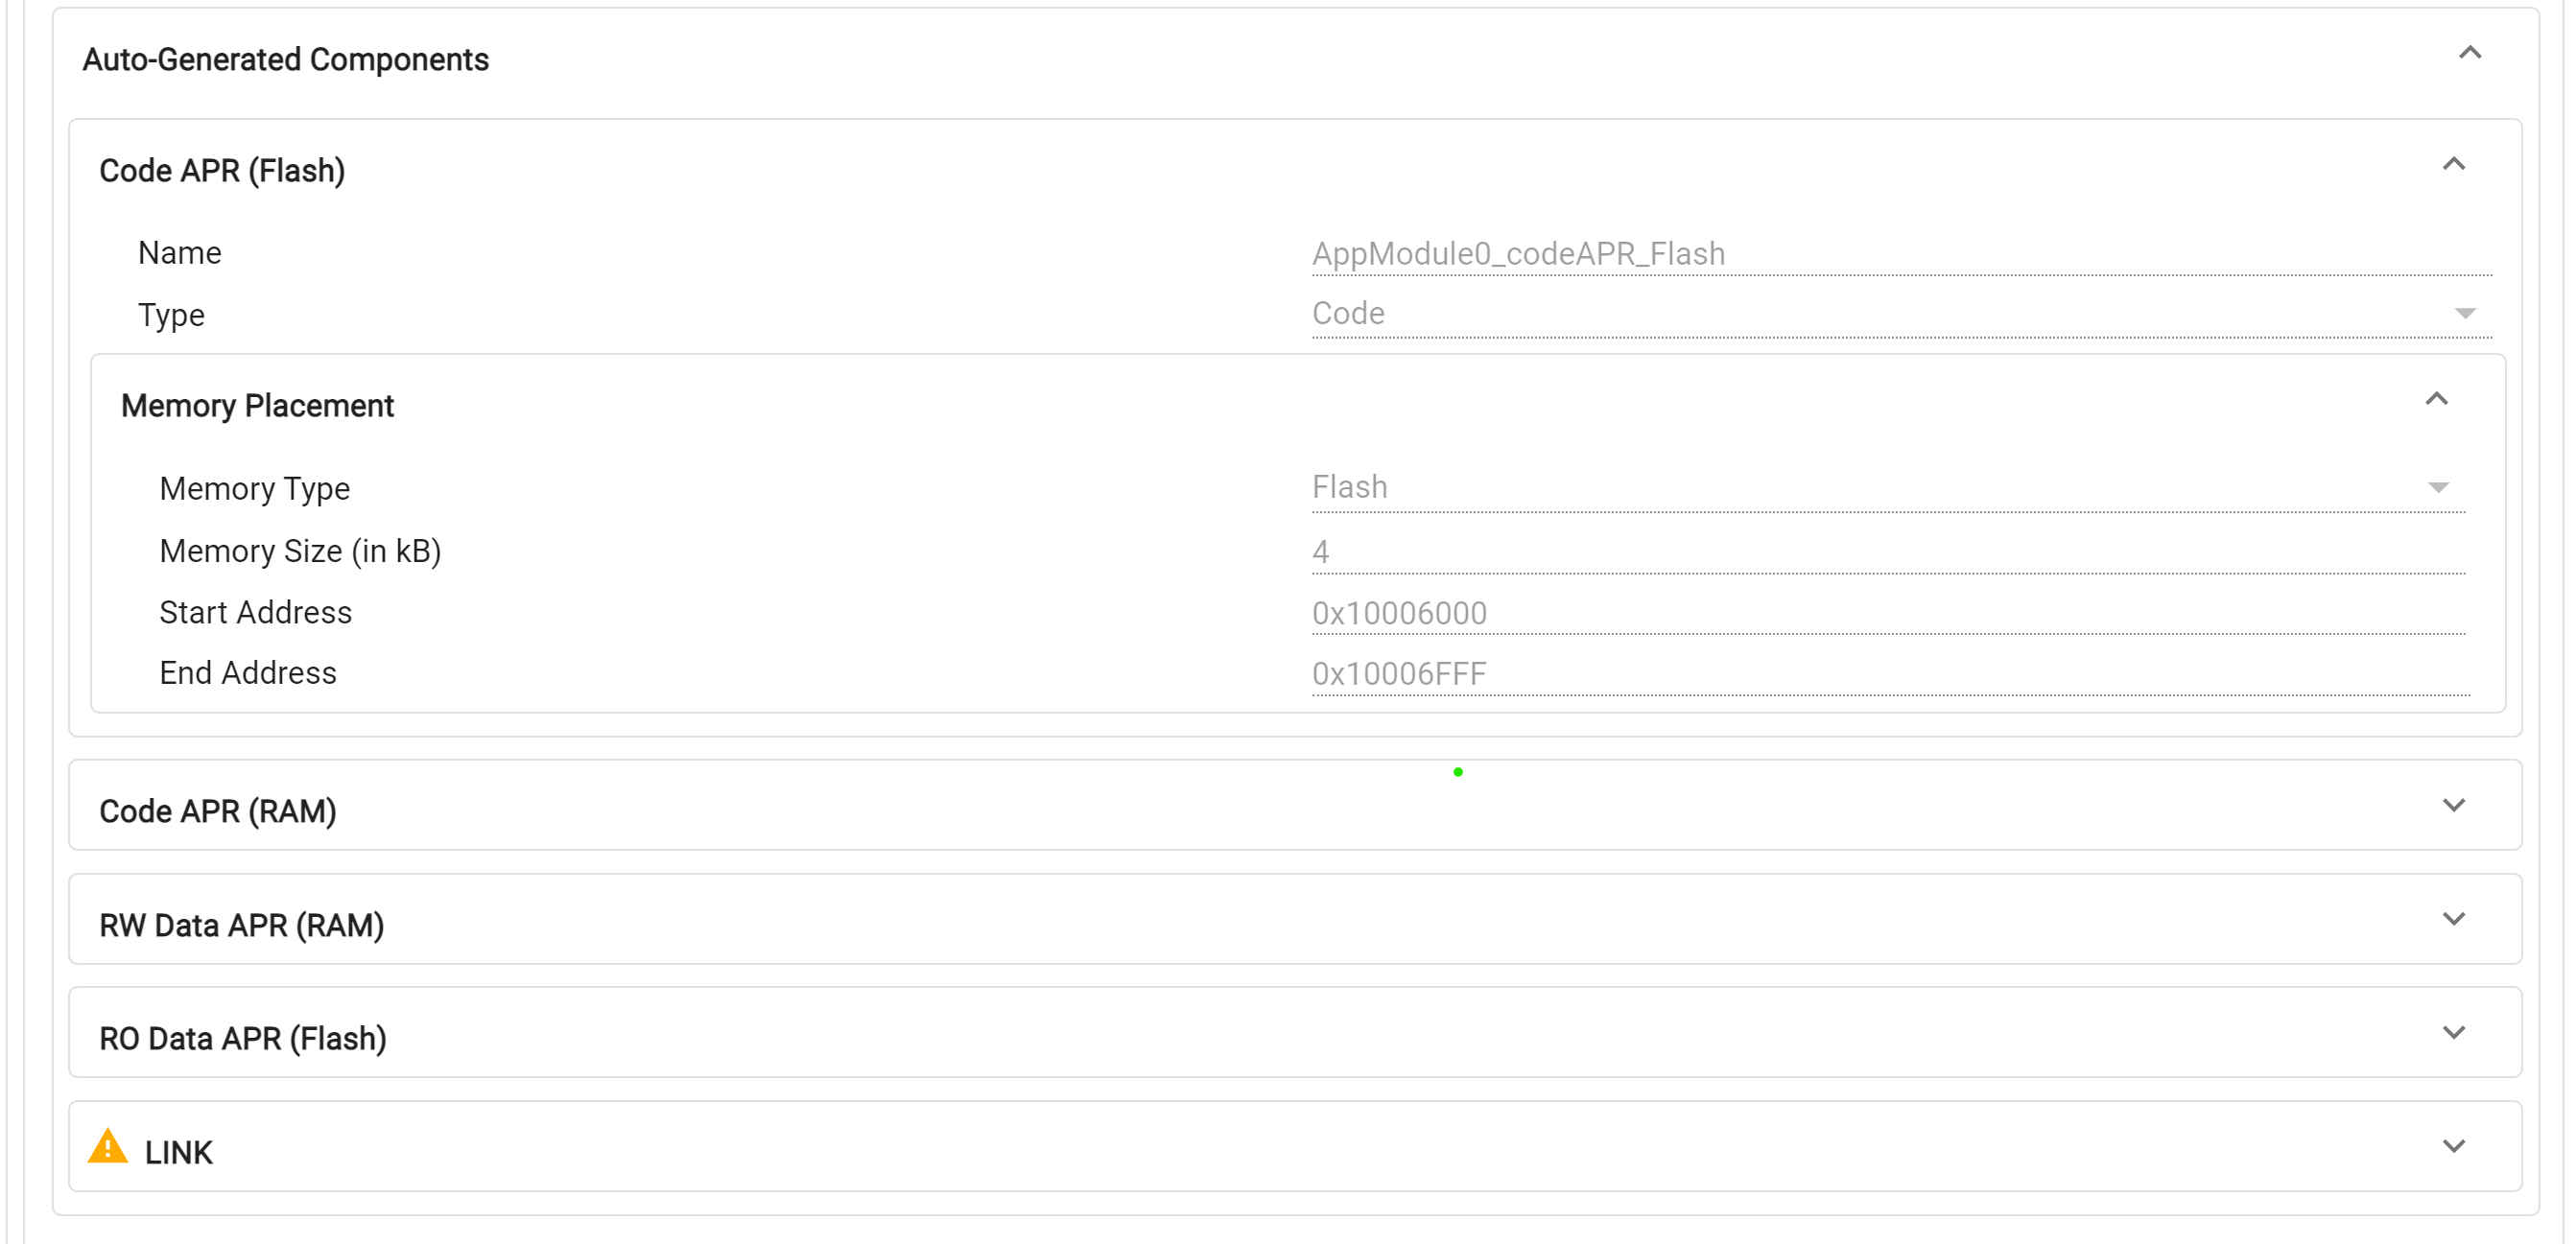 Auto-Generated Components
Code APR (Flash)
Name AppModule0_codeAPR_Flash
Type Code
Memory Placement
Memory Type Flash
Memory Size (in kB) 4
Start Address 0x10006000
End Address 0x10006FFF
Code APR (RAM)
RW Data APR (RAM)
RO Data APR (Flash)
LINK